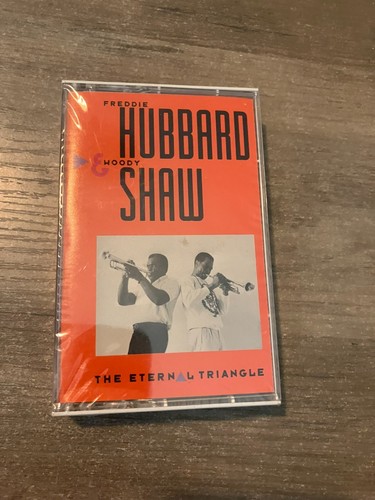 FREDDIE
HUBBARD
& WOODY
SHAW
THE ETERNAL TRIANGLE